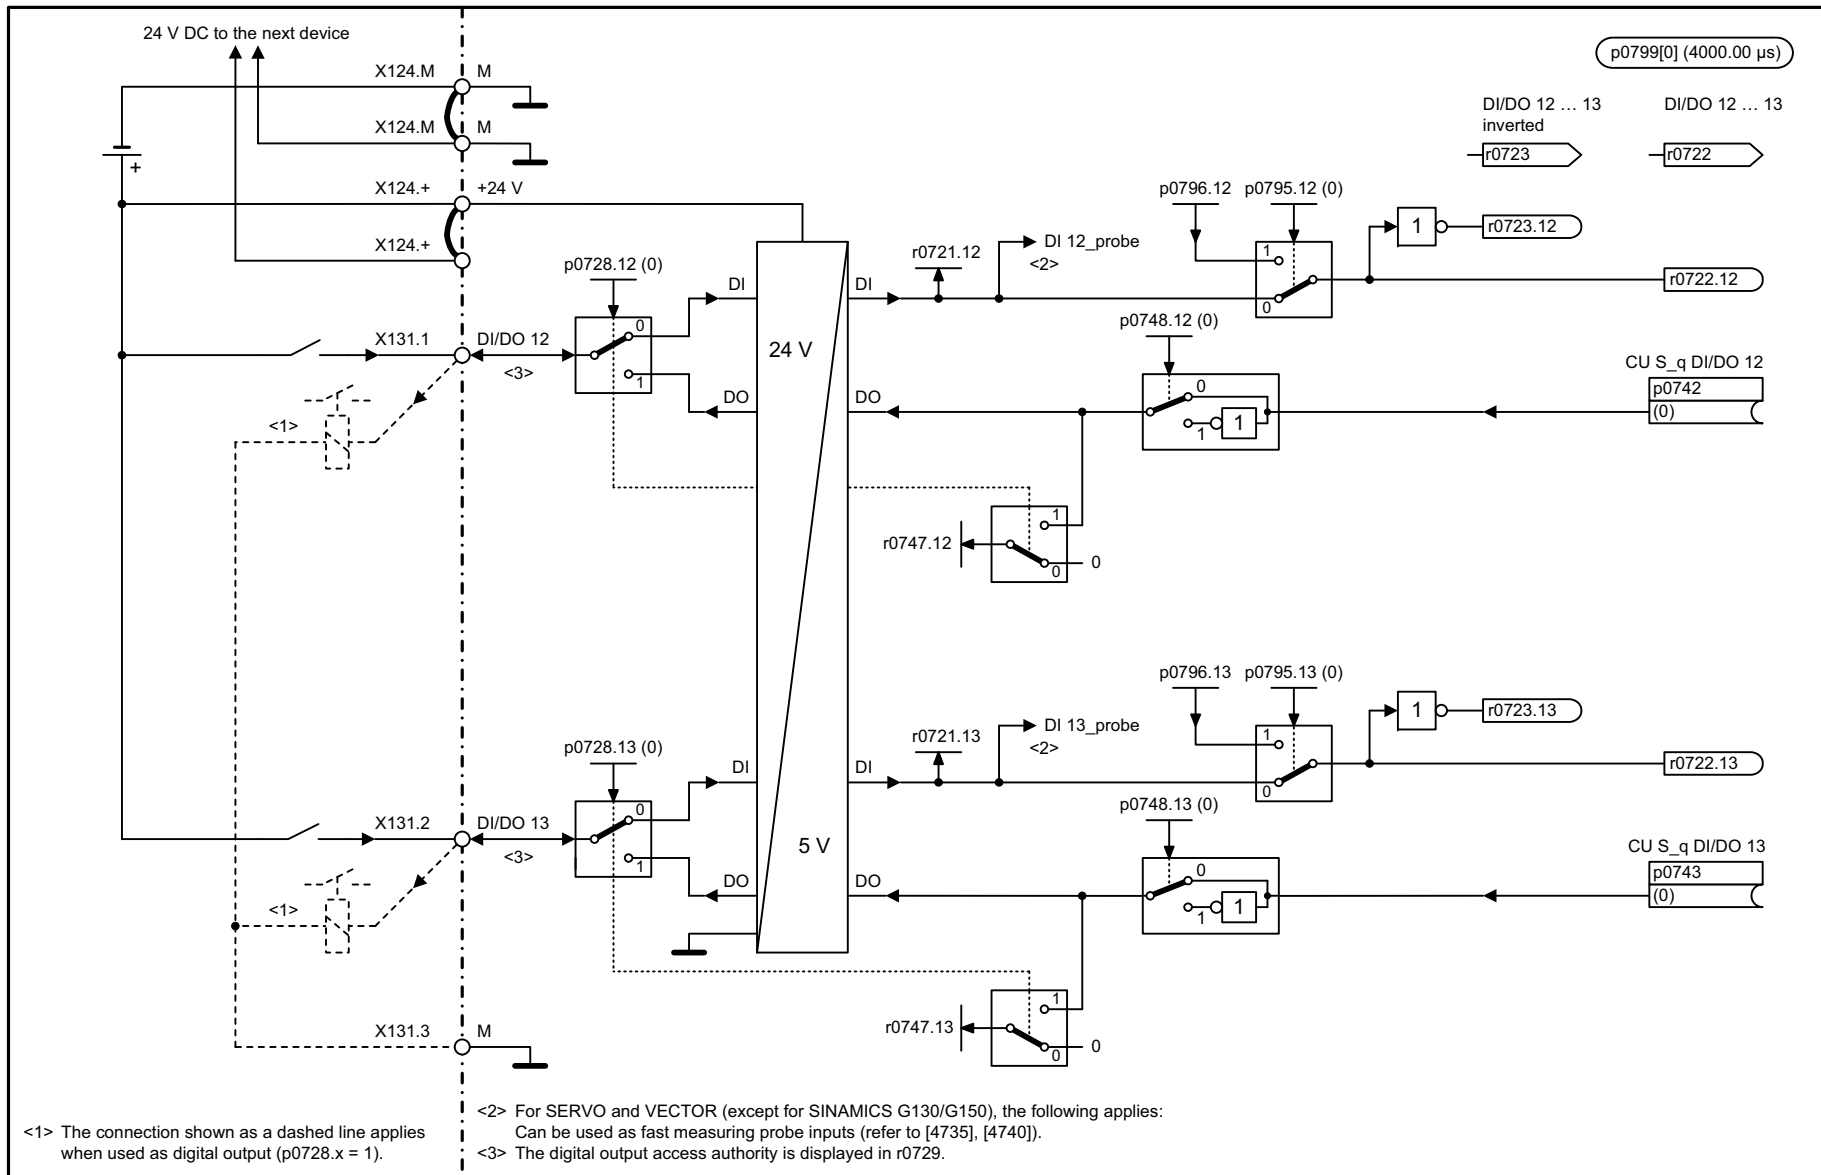 24 V DC to the next device
p0799[0] (4000.00 µs)
X124.M M
DI/DO 12 … 13
inverted
DI/DO 12 … 13
X124.M M
r0723
r0722
+
X124.+ +24 V
p0796.12 p0795.12 (0)
X124.+
p0728.12 (0)
DI
DI
r0721.12
DI 12_probe
<2>
1
0
1
r0723.12
r0722.12
X131.1 DI/DO 12
<3>
0
1
24 V
p0748.12 (0)
CU S_q DI/DO 12
p0742
(0)
DO
DO
0
1
1
<1>
r0747.12
1
0
0
p0796.13 p0795.13 (0)
p0728.13 (0)
DI
DI
r0721.13
DI 13_probe
<2>
1
0
1
r0723.13
r0722.13
X131.2 DI/DO 13
<3>
0
1
5 V
p0748.13 (0)
CU S_q DI/DO 13
p0743
(0)
DO
DO
0
1
1
<1>
r0747.13
1
0
0
X131.3 M
<1> The connection shown as a dashed line applies
when used as digital output (p0728.x = 1).
<2> For SERVO and VECTOR (except for SINAMICS G130/G150), the following applies:
Can be used as fast measuring probe inputs (refer to [4735], [4740]).
<3> The digital output access authority is displayed in r0729.